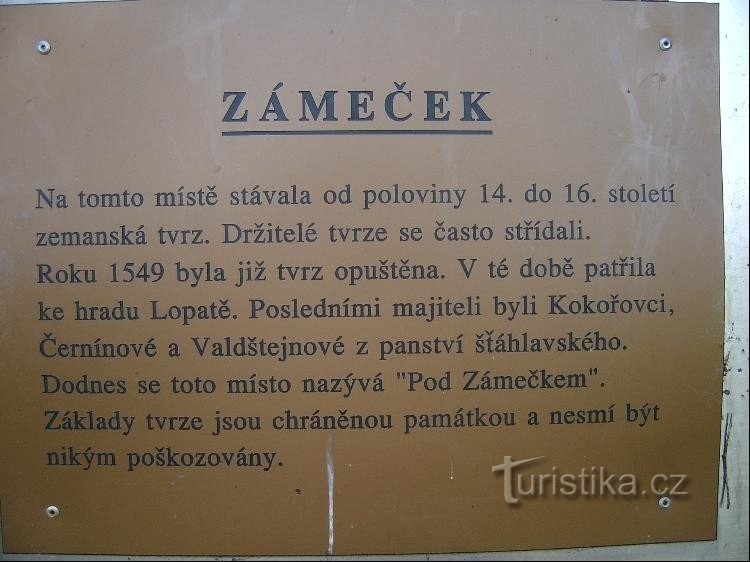 ZÁMEČEK
Na tomto místě stávala od poloviny 14. do 16. století
zemanská tvrz. Držitelé tvrze se často střídali.
Roku 1549 byla již tvrz opuštěna. V té době patřila
ke hradu Lopatě. Posledními majiteli byli Kokořovci,
Černínové a Valdštejnové z panství šťáhlavského.
Dodnes se toto místo nazývá "Pod Zámečkem".
Základy tvrze jsou chráněnou památkou a nesmí být
nikým poškozovány.
Turistika.cz